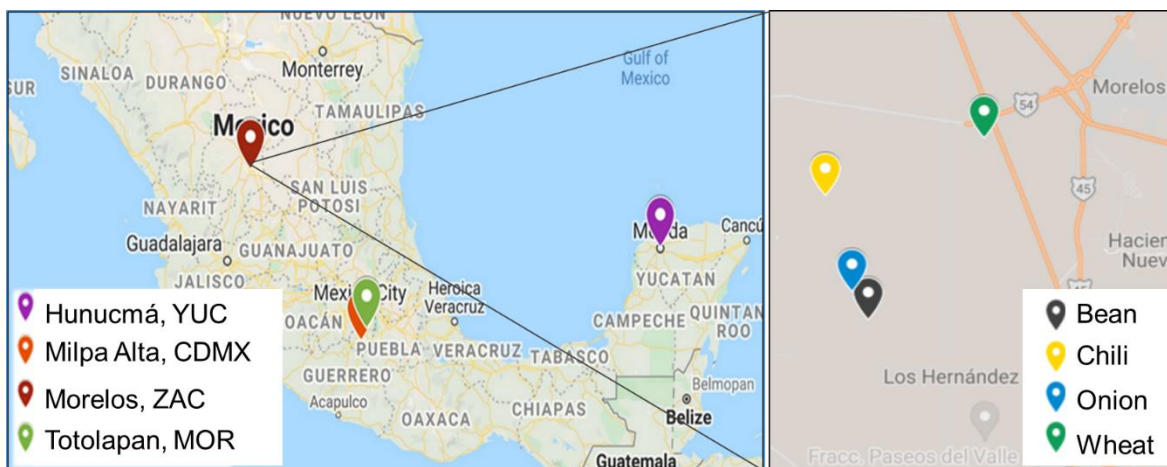 NUEVO LEON
SUR
SINALOA
DURANGO
Monterrey
Gulf of
Mexico
TAMAULIPAS
Mexico
SAN LUIS
POTOSI
NAYARIT
Guadalajara
GUANAJUATO
JALISCO
Mexico City
Heroica
Veracruz
OACÁN
PUEBLA
VERACRUZ
TABASCO
GUERRERO
Acapulco
OAXACA
CHIAPAS
Cancú
YUCATAN
CAMPECHE
QUINTAN
ROO
Belmopan
Belize
Guatemala
Hunucmá, YUC
Milpa Alta, CDMX
Morelos, ZAC
Totolapan, MOR
54
Morelos
45
Hacien
Nuev
Los Hernández
Fracc. Paseos del Valle
Bean
Chili
Onion
Wheat